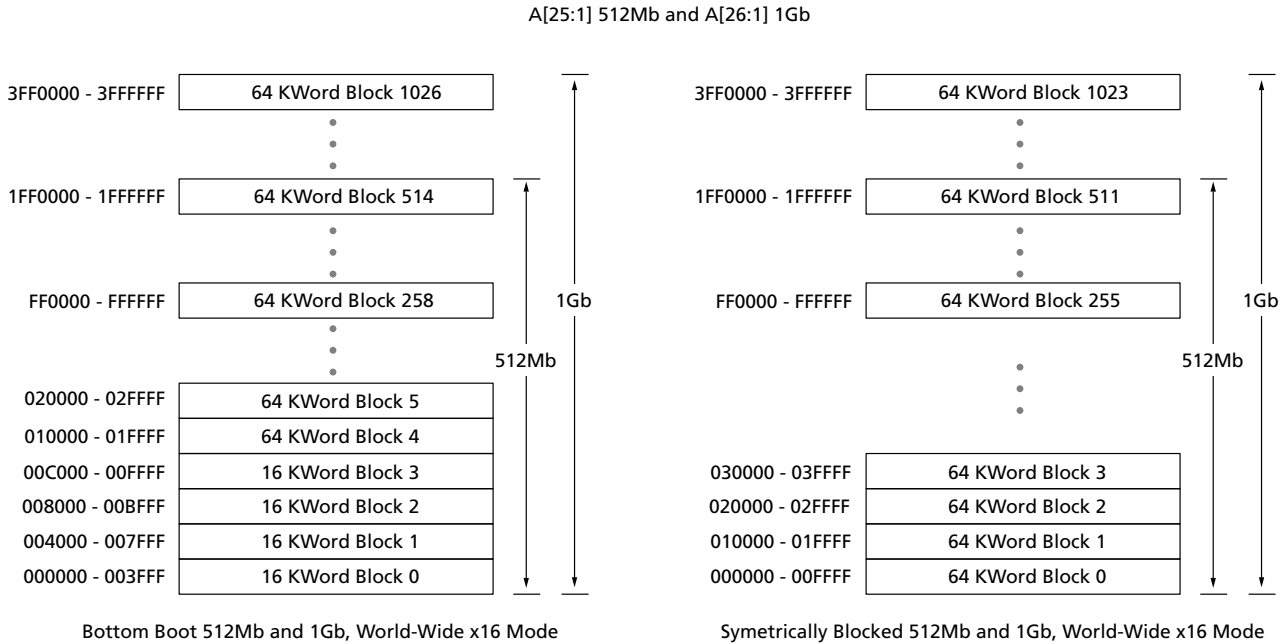 A[25:1] 512Mb and A[26:1] 1Gb
3FF0000 - 3FFFFFF
64 KWord Block 1026
1FF0000 - 1FFFFFF
64 KWord Block 514
FF0000 - FFFFFF
64 KWord Block 258
1Gb
512Mb
020000 - 02FFFF
64 KWord Block 5
010000 - 01FFFF
64 KWord Block 4
00C000 - 00FFFF
16 KWord Block 3
008000 - 00BFFF
16 KWord Block 2
004000 - 007FFF
16 KWord Block 1
000000 - 003FFF
16 KWord Block 0
Bottom Boot 512Mb and 1Gb, World-Wide x16 Mode
3FF0000 - 3FFFFFF
64 KWord Block 1023
1FF0000 - 1FFFFFF
64 KWord Block 511
FF0000 - FFFFFF
64 KWord Block 255
1Gb
512Mb
030000 - 03FFFF
64 KWord Block 3
020000 - 02FFFF
64 KWord Block 2
010000 - 01FFFF
64 KWord Block 1
000000 - 00FFFF
64 KWord Block 0
Symetrically Blocked 512Mb and 1Gb, World-Wide x16 Mode